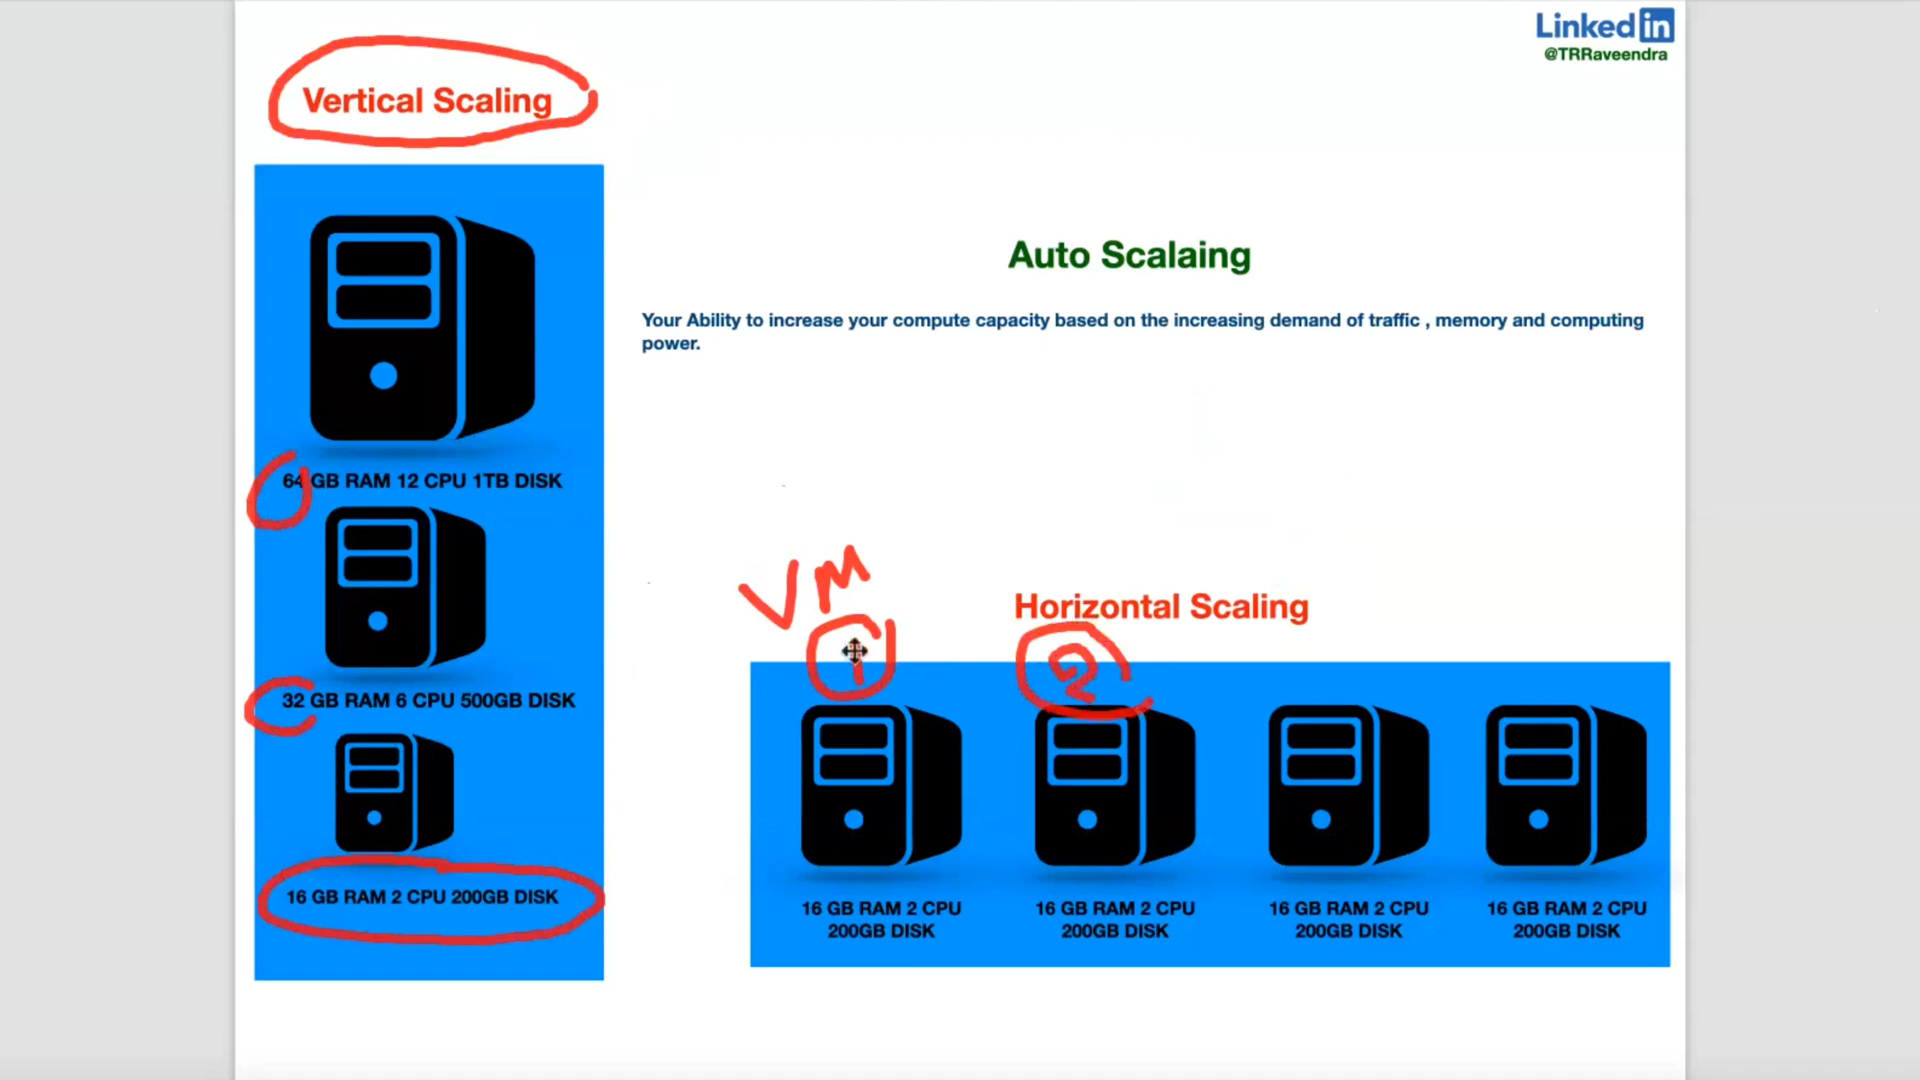 Linked in
@TRRaveendra
Vertical Scaling
64 GB RAM 12 CPU 1TB DISK
32 GB RAM 6 CPU 500GB DISK
16 GB RAM 2 CPU 200GB DISK
Auto Scalaing
Your Ability to increase your compute capacity based on the increasing demand of traffic , memory and computing
power.
VM
1
2
Horizontal Scaling
16 GB RAM 2 CPU
200GB DISK
16 GB RAM 2 CPU
200GB DISK
16 GB RAM 2 CPU
200GB DISK
16 GB RAM 2 CPU
200GB DISK